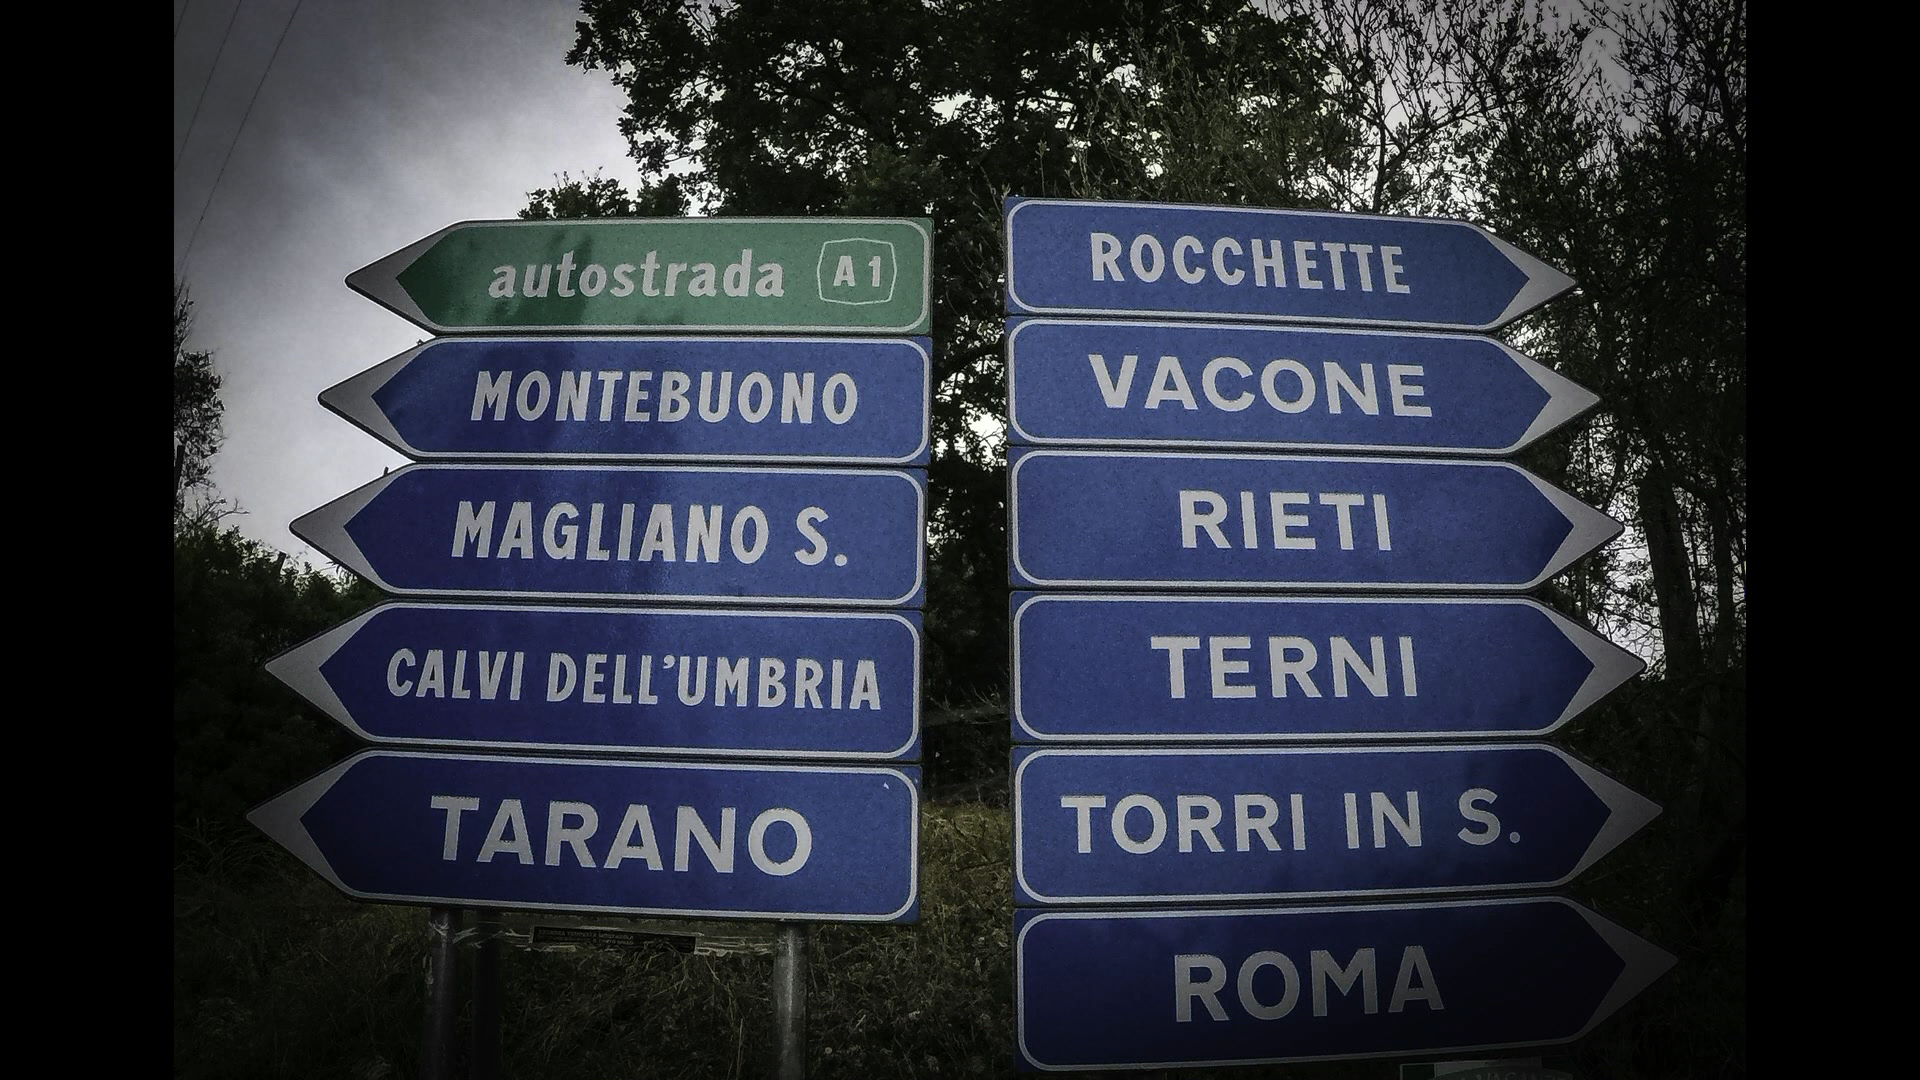 autostrada A1
MONTEBUONO
MAGLIANO S.
CALVI DELL'UMBRIA
TARANO
ROCCHETTE
VACONE
RIETI
TERNI
TORRI IN S.
ROMA